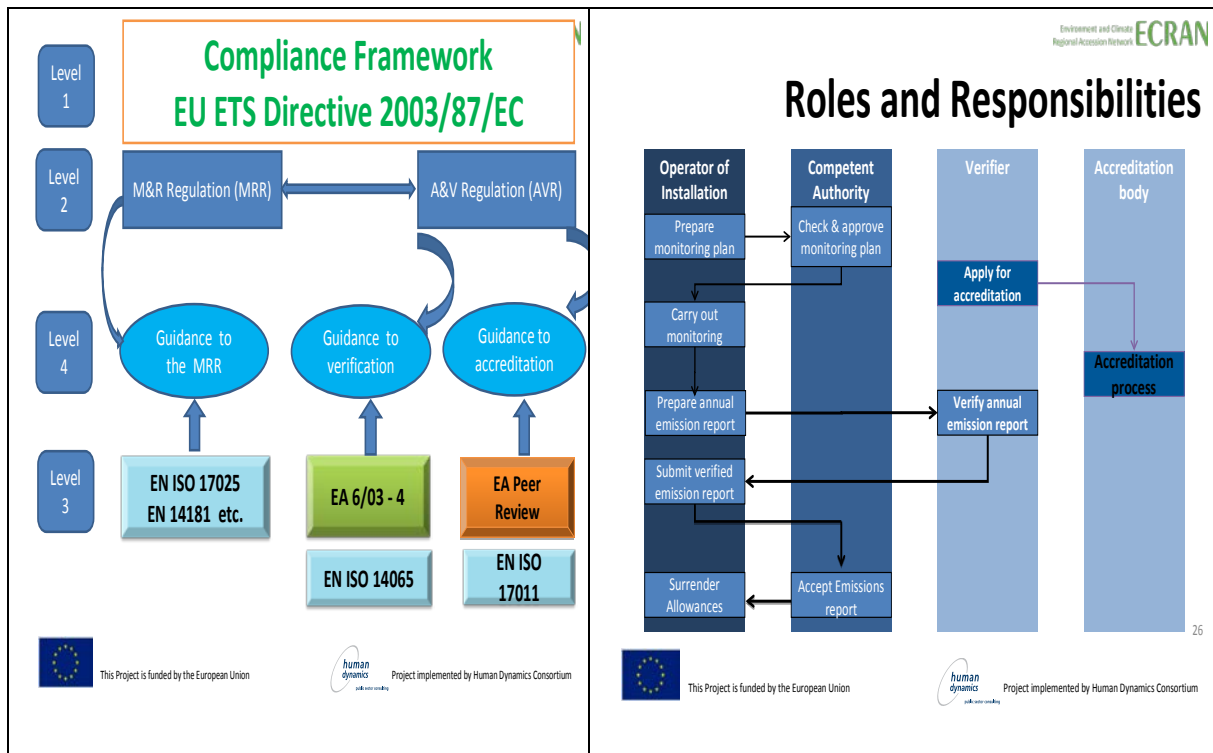 Compliance Framework
EU ETS Directive 2003/87/EC
Level
1
Level
2
M&R Regulation (MRR)
A&V Regulation (AVR)
Level
4
Guidance to
the MRR
Guidance to
verification
Guidance to
accreditation
Level
3
EN ISO 17025
EN 14181 etc.
EA 6/03 - 4
EA Peer
Review
EN ISO 14065
EN ISO
17011
This Project is funded by the European Union
human
dynamics
public sector consulting
Project implemented by Human Dynamics Consortium
Environment and Climate
Regional Accession Network
ECRAN
Roles and Responsibilities
Operator of
Installation
Competent
Authority
Verifier
Accreditation
body
Prepare
monitoring plan
Check & approve
monitoring plan
Apply for
accreditation
Carry out
monitoring
Accreditation
process
Prepare annual
emission report
Verify annual
emission report
Submit verified
emission report
Surrender
Allowances
Accept Emissions
report
26
This Project is funded by the European Union
human
dynamics
public sector consulting
Project implemented by Human Dynamics Consortium